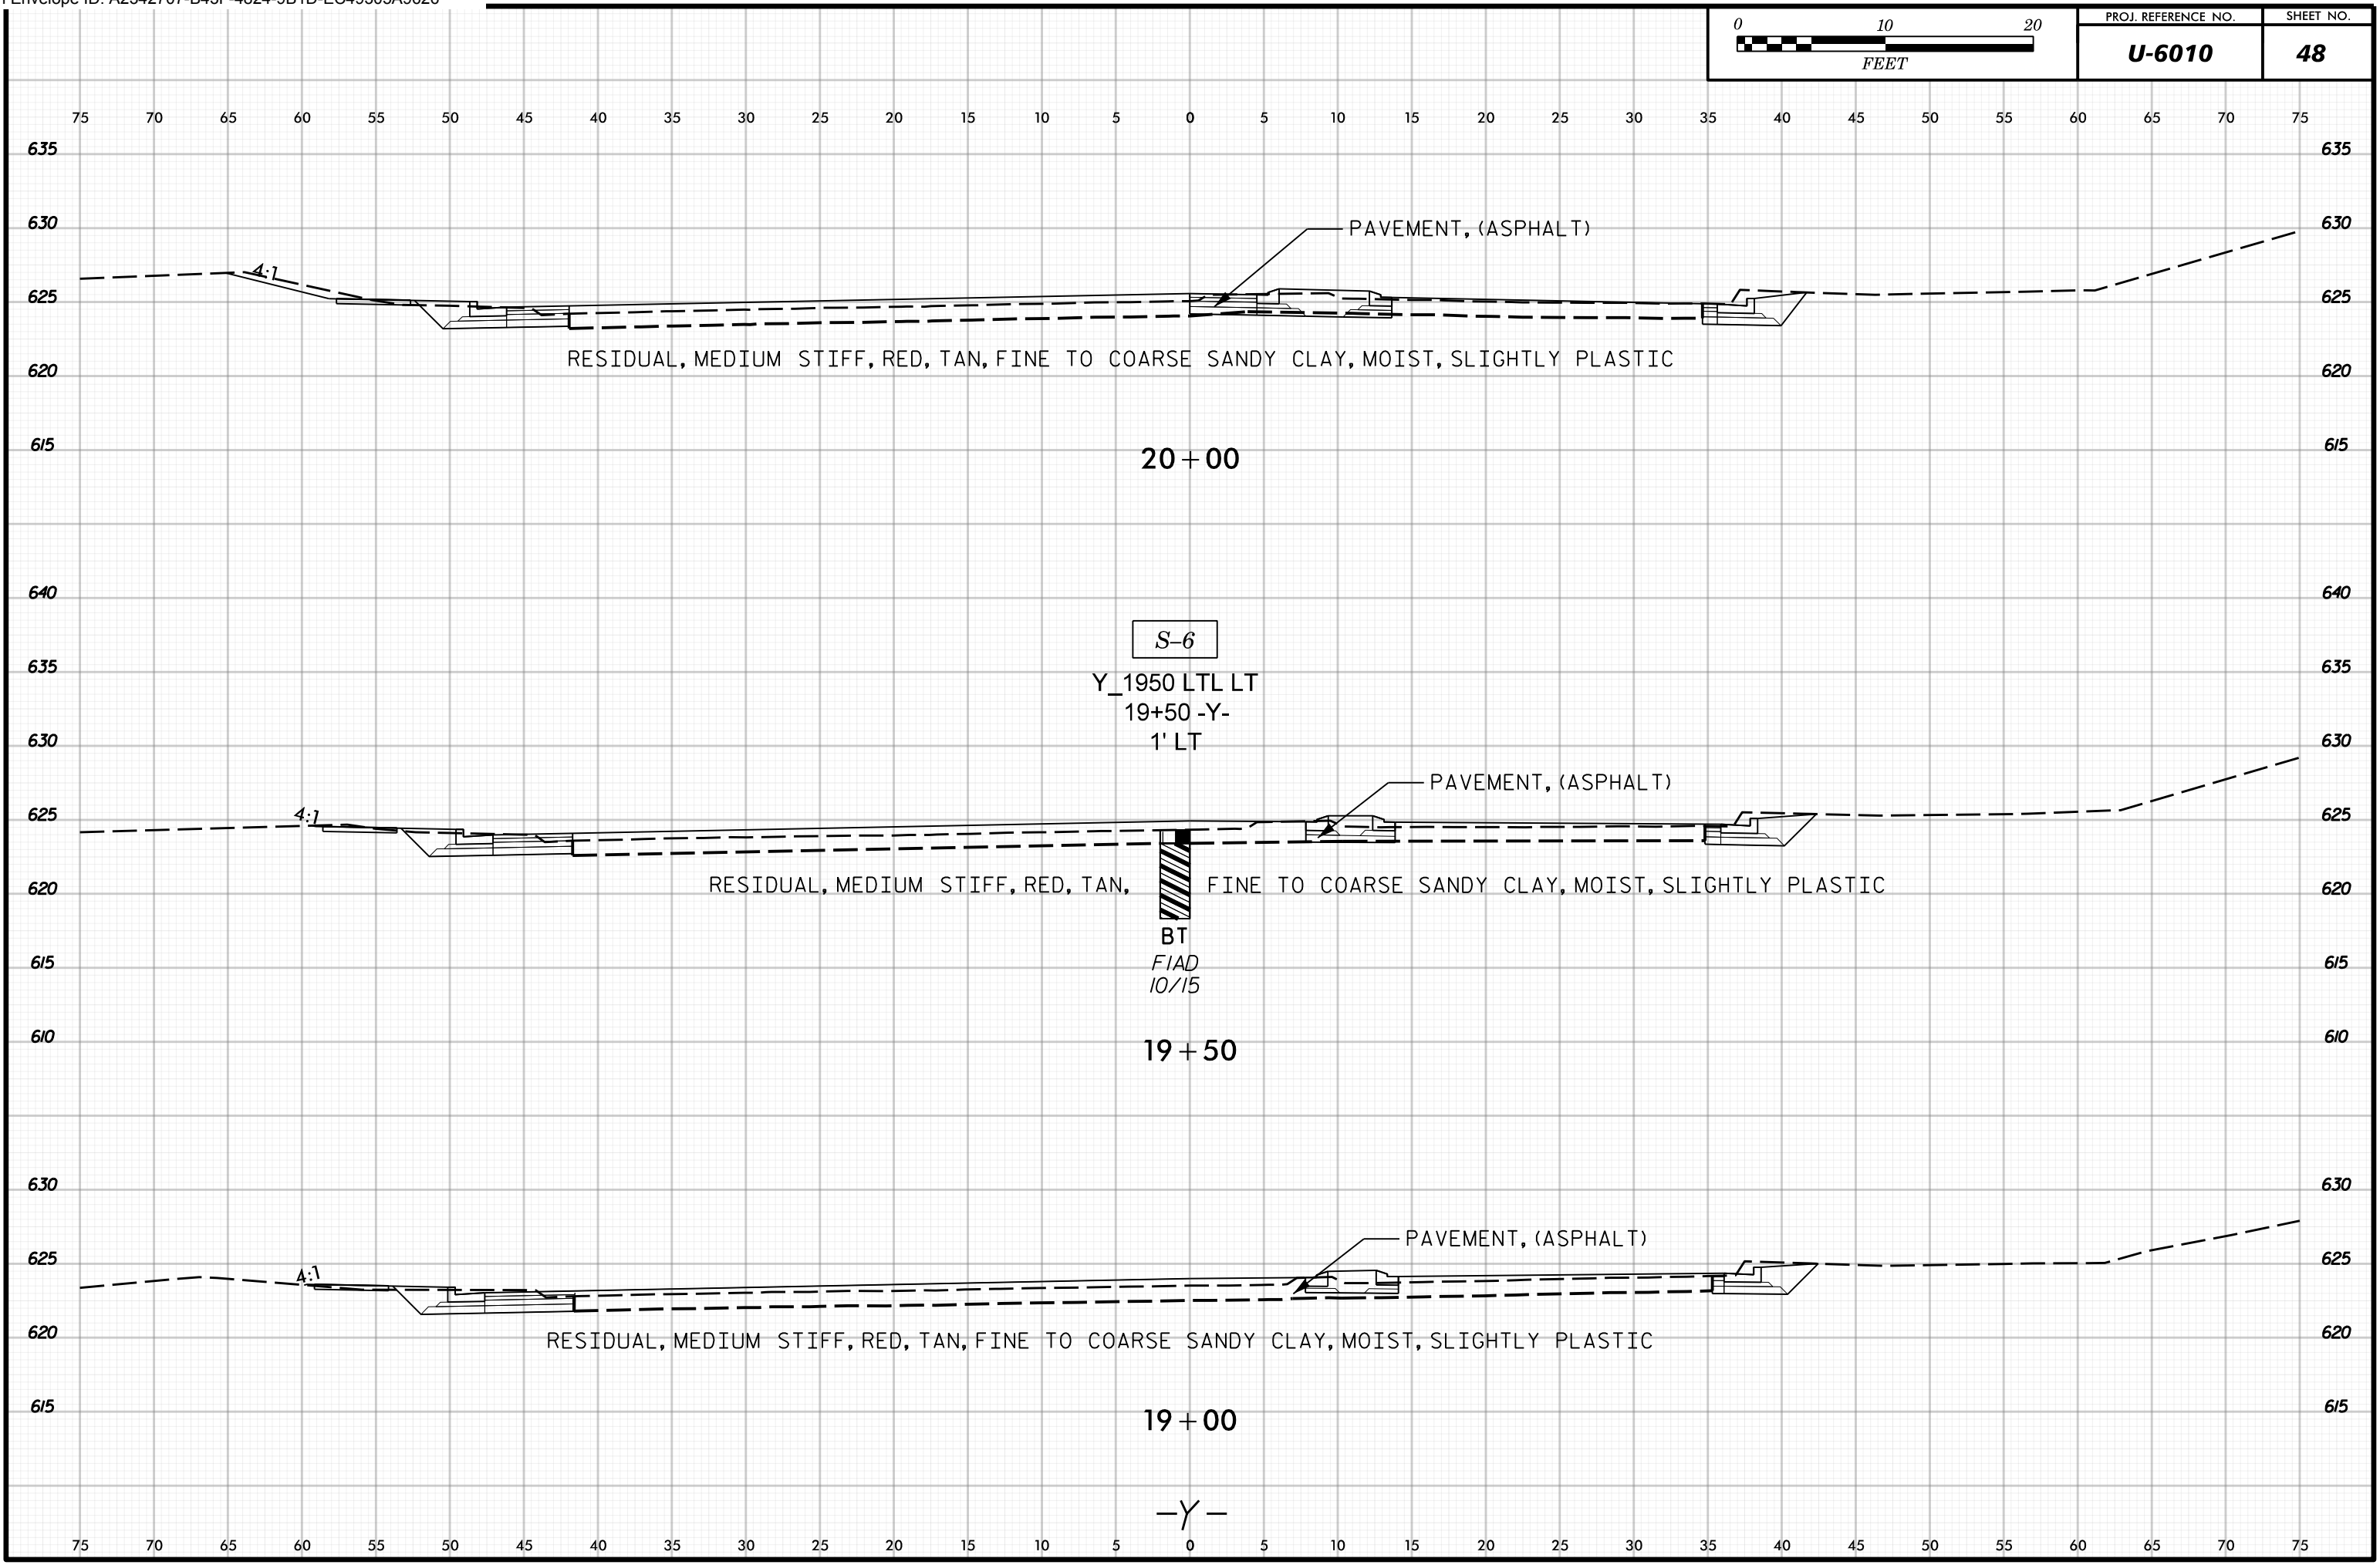 0 10 20
FEET
PROJ. REFERENCE NO. SHEET NO.
U-6010 48
75 70 65 60 55 50 45 40 35 30 25 20 15 10 5 0 5 10 15 20 25 30 35 40 45 50 55 60 65 70 75
635 635
630 PAVEMENT, (ASPHALT) 630
4:1
625 625
RESIDUAL, MEDIUM STIFF, RED, TAN, FINE TO COARSE SANDY CLAY, MOIST, SLIGHTLY PLASTIC
620 620
615 615
20+00
640 640
S-6
635 635
Y_1950 LTL LT
19+50 -Y-
1' LT
630 630
PAVEMENT, (ASPHALT)
4:1
625 625
RESIDUAL, MEDIUM STIFF, RED, TAN, FINE TO COARSE SANDY CLAY, MOIST, SLIGHTLY PLASTIC
620 620
BT
FIAD
615 615
10/15
610 610
19+50
630 630
PAVEMENT, (ASPHALT)
625 625
4:1
620 620
RESIDUAL, MEDIUM STIFF, RED, TAN, FINE TO COARSE SANDY CLAY, MOIST, SLIGHTLY PLASTIC
615 615
19+00
-Y-
75 70 65 60 55 50 45 40 35 30 25 20 15 10 5 0 5 10 15 20 25 30 35 40 45 50 55 60 65 70 75